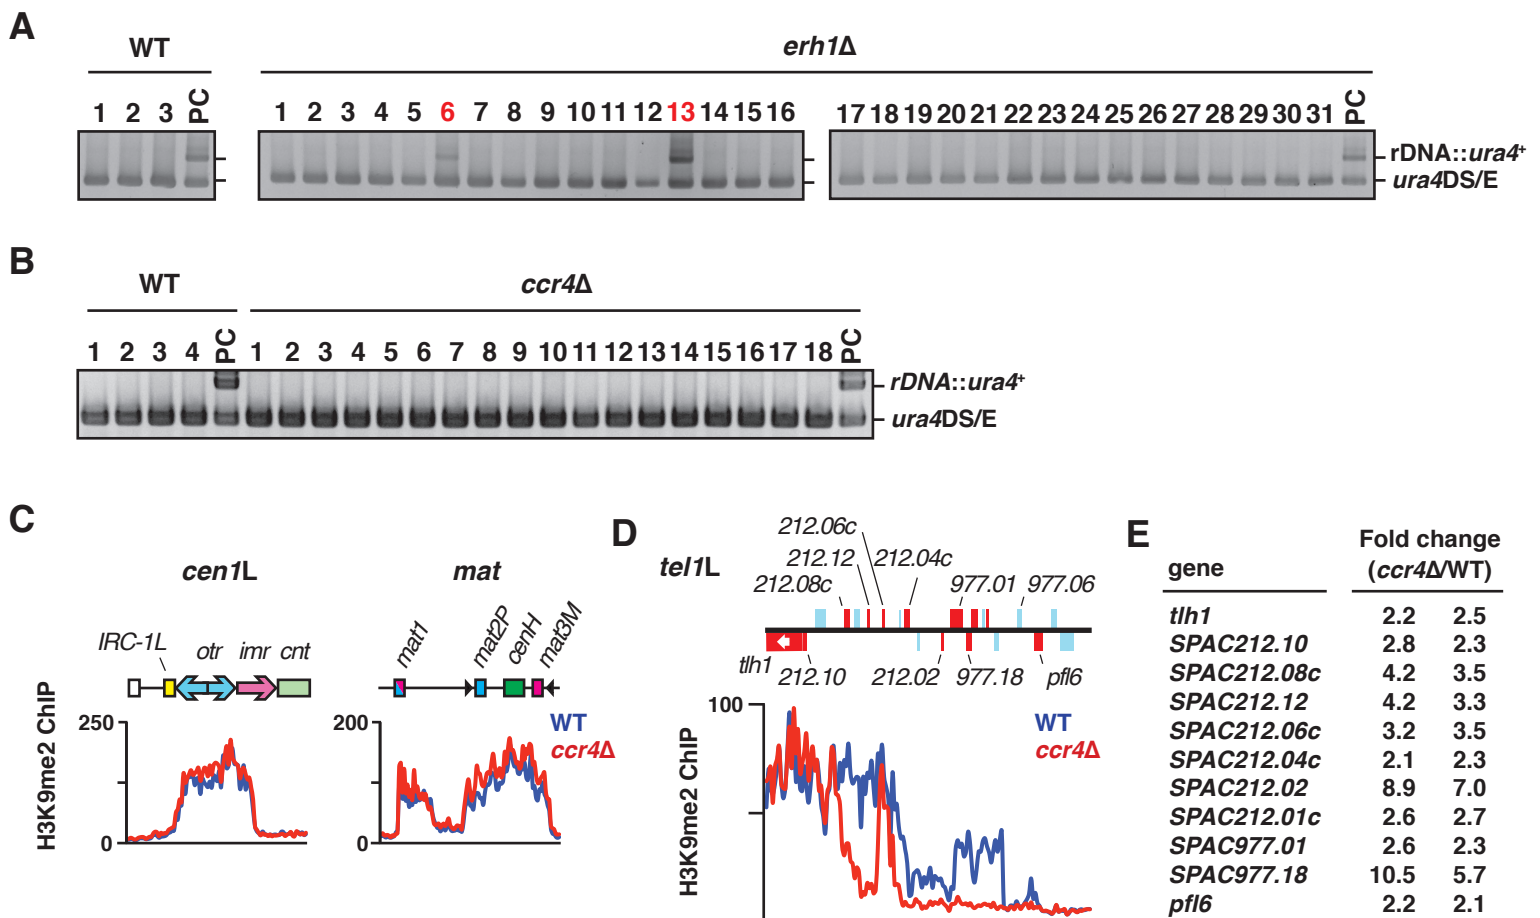 A
WT
erh1Δ
1 2 3 PC
1 2 3 4 5 6 7 8 9 10 11 12 13 14 15 16
17 18 19 20 21 22 23 24 25 26 27 28 29 30 31 PC
rDNA::ura4+
ura4DS/E
B
WT
ccr4Δ
1 2 3 4 PC 1 2 3 4 5 6 7 8 9 10 11 12 13 14 15 16 17 18 PC
rDNA::ura4+
ura4DS/E
C
cen1L
mat
IRC-1L
otr imr cnt
mat1
mat2P
cenH
mat3M
H3K9me2 ChIP
250
0
200
0
WT
ccr4Δ
D
tel1L
212.06c
212.12 212.04c
212.08c 977.01 977.06
tlh1 212.10 212.02 977.18 pfl6
H3K9me2 ChIP
100
WT
ccr4Δ
E
Fold change
gene (ccr4Δ/WT)
tlh1 2.2 2.5
SPAC212.10 2.8 2.3
SPAC212.08c 4.2 3.5
SPAC212.12 4.2 3.3
SPAC212.06c 3.2 3.5
SPAC212.04c 2.1 2.3
SPAC212.02 8.9 7.0
SPAC212.01c 2.6 2.7
SPAC977.01 2.6 2.3
SPAC977.18 10.5 5.7
pfl6 2.2 2.1